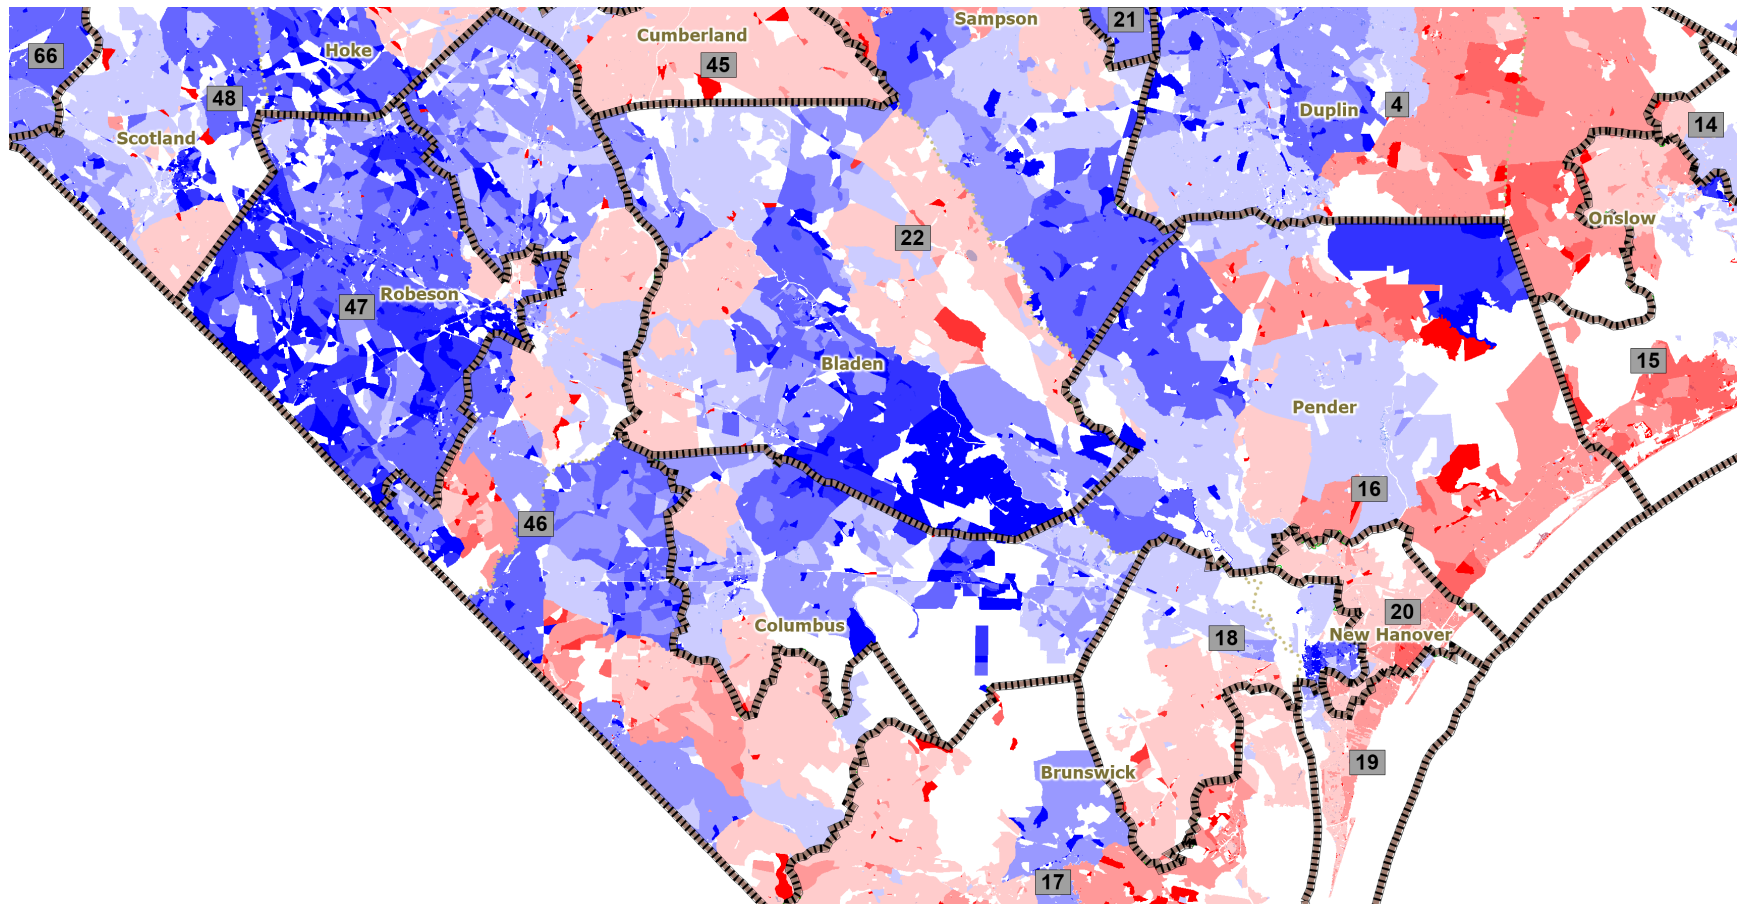 Sampson
21
Cumberland
66
Hoke
45
48
4
Duplin
14
Scotland
Onslow
22
Robeson
47
15
Bladen
Pender
16
46
20
Columbus
18
New Hanover
19
Brunswick
17